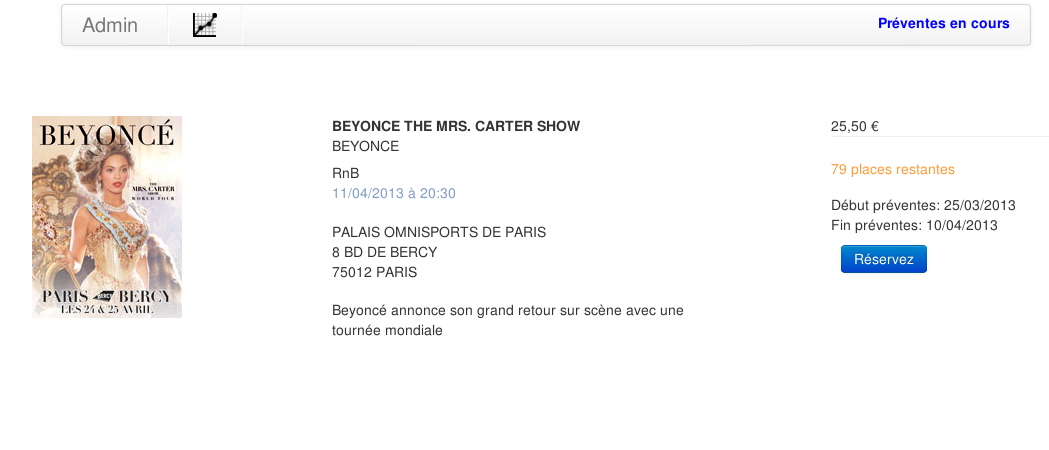 Admin
Préventes en cours
BEYONCÉ
THE
MRS. CARTER
SHOW
WORLD TOUR
PARIS BERCY BERCY
LES 24 & 25 AVRIL
BEYONCE THE MRS. CARTER SHOW
BEYONCE
RnB
11/04/2013 à 20:30
PALAIS OMNISPORTS DE PARIS
8 BD DE BERCY
75012 PARIS
Beyoncé annonce son grand retour sur scène avec une
tournée mondiale
25,50 €
79 places restantes
Début préventes: 25/03/2013
Fin préventes: 10/04/2013
Réservez